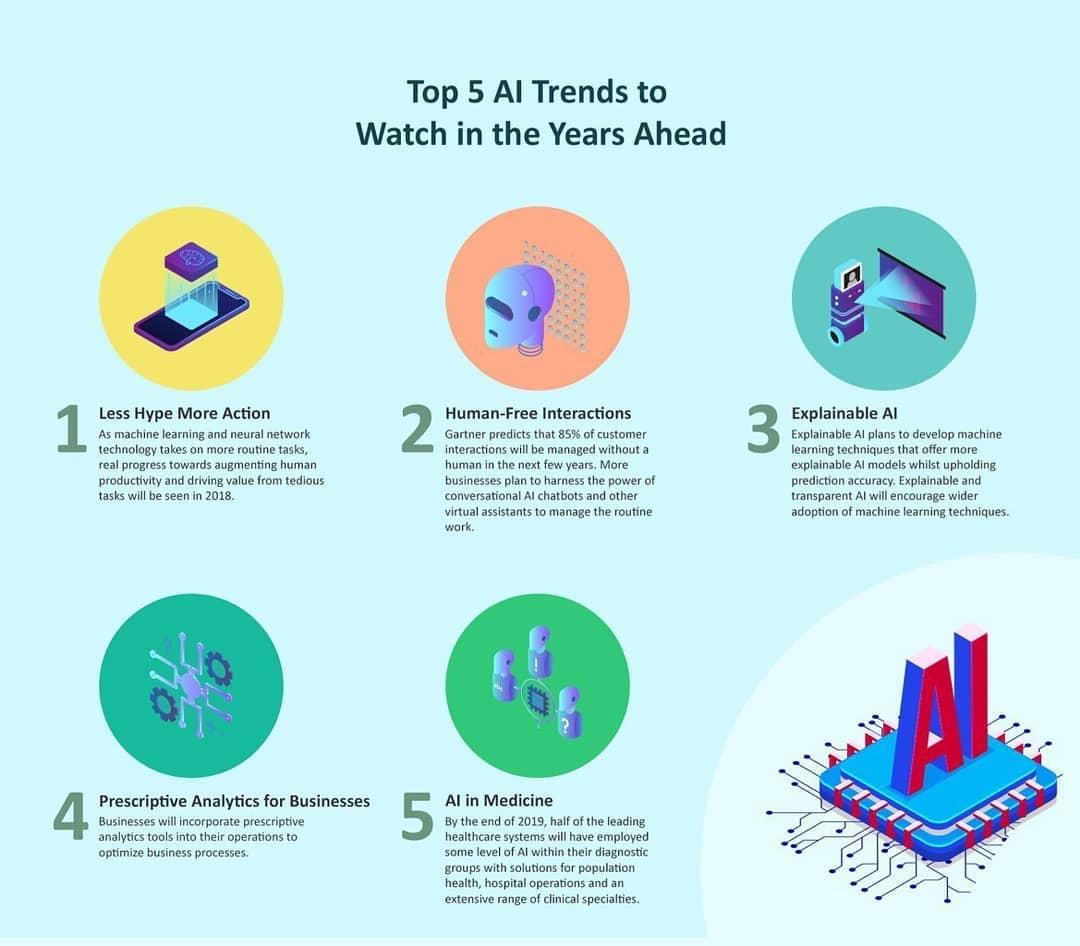 Top 5 AI Trends to
Watch in the Years Ahead
1
Less Hype More Action
As machine learning and neural network
technology takes on more routine tasks,
real progress towards augmenting human
productivity and driving value from tedious
tasks will be seen in 2018.
2
Human-Free Interactions
Gartner predicts that 85% of customer
interactions will be managed without a
human in the next few years. More
businesses plan to harness the power of
conversational AI chatbots and other
virtual assistants to manage the routine
work.
3
Explainable AI
Explainable AI plans to develop machine
learning techniques that offer more
explainable AI models whilst upholding
prediction accuracy. Explainable and
transparent AI will encourage wider
adoption of machine learning techniques.
4
Prescriptive Analytics for Businesses
Businesses will incorporate prescriptive
analytics tools into their operations to
optimize business processes.
!
?
5
AI in Medicine
By the end of 2019, half of the leading
healthcare systems will have employed
some level of AI within their diagnostic
groups with solutions for population
health, hospital operations and an
extensive range of clinical specialties.
AI